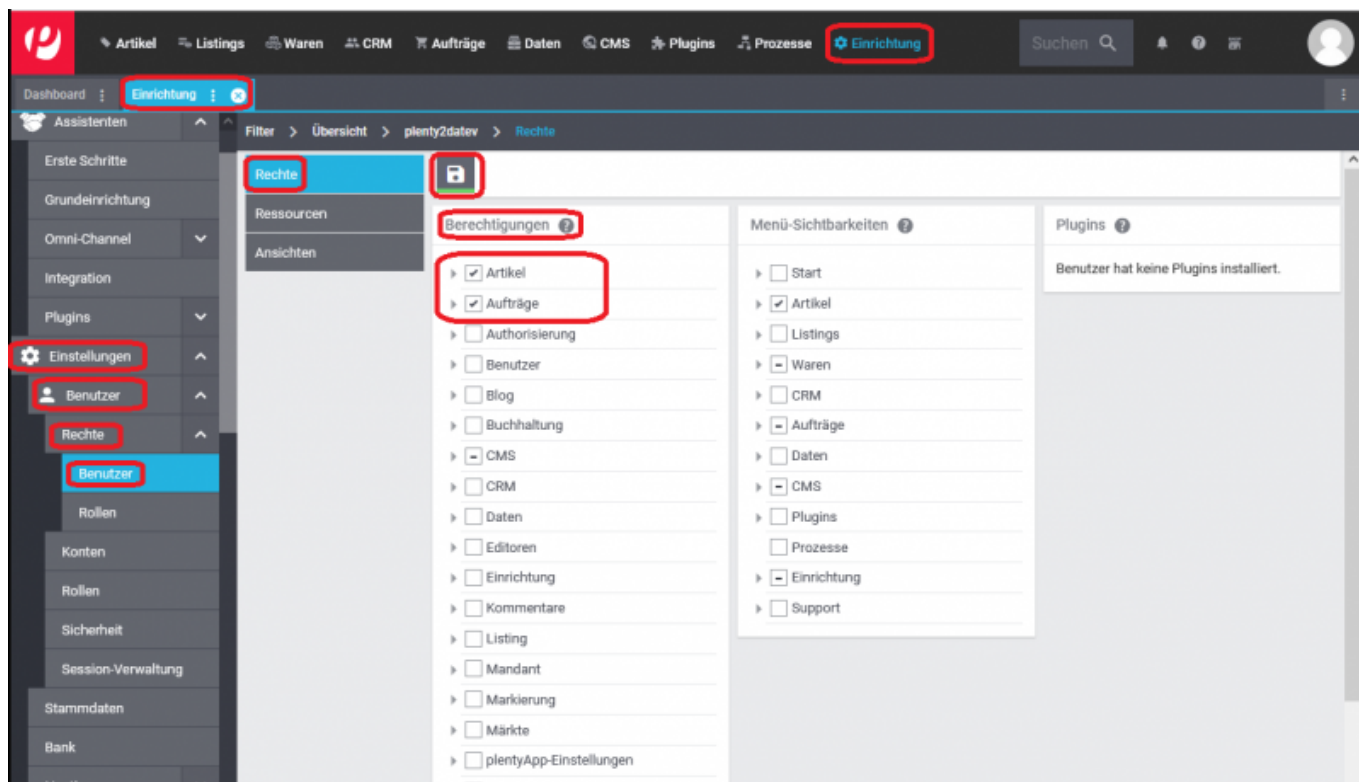 Artikel Listings Waren CRM Aufträge Daten CMS Plugins Prozesse Einrichtung Suchen
Dashboard Einrichtung
Assistenten
Erste Schritte
Grundeinrichtung
Omni-Channel
Integration
Plugins
Einstellungen
Benutzer
Rechte
Benutzer
Rollen
Konten
Rollen
Sicherheit
Session-Verwaltung
Stammdaten
Bank
Filter > Übersicht > plenty2datev > Rechte
Rechte
Ressourcen
Ansichten
Berechtigungen
Artikel
Aufträge
Authorisierung
Benutzer
Blog
Buchhaltung
CMS
CRM
Daten
Editoren
Einrichtung
Kommentare
Listing
Mandant
Markierung
Märkte
plentyApp-Einstellungen
Menü-Sichtbarkeiten
Start
Artikel
Listings
Waren
CRM
Aufträge
Daten
CMS
Plugins
Prozesse
Einrichtung
Support
Plugins
Benutzer hat keine Plugins installiert.